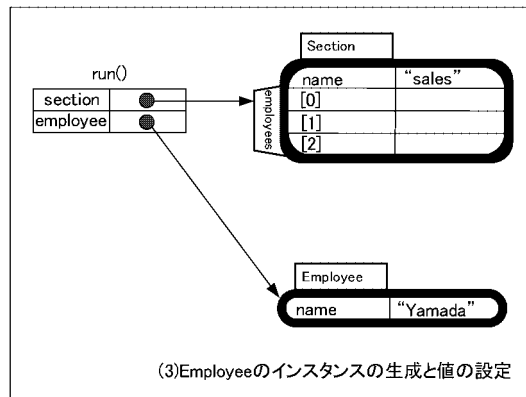 Section
run()
name "sales"
section
employee
employees
[0]
[1]
[2]
Employee
name "Yamada"
(3)Employeeのインスタンスの生成と値の設定